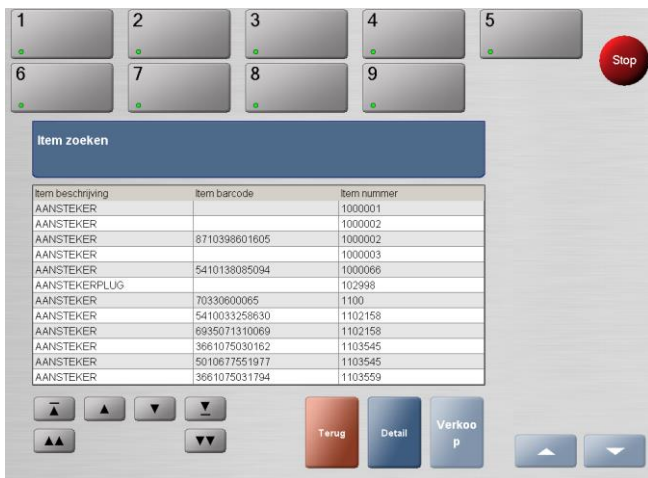 1 2 3 4 5
Stop
6 7 8 9
Item zoeken
Item beschrijving Item barcode Item nummer
AANSTEKER 1000001
AANSTEKER 1000002
AANSTEKER 8710398601605 1000002
AANSTEKER 1000003
AANSTEKER 5410138085094 1000066
AANSTEKERPLUG 102998
AANSTEKER 70330600065 1100
AANSTEKER 5410033258630 1102158
AANSTEKER 6935071310069 1102158
AANSTEKER 3661075030162 1103545
AANSTEKER 5010677551977 1103545
AANSTEKER 3661075031794 1103559
Terug Detail Verkoo
p